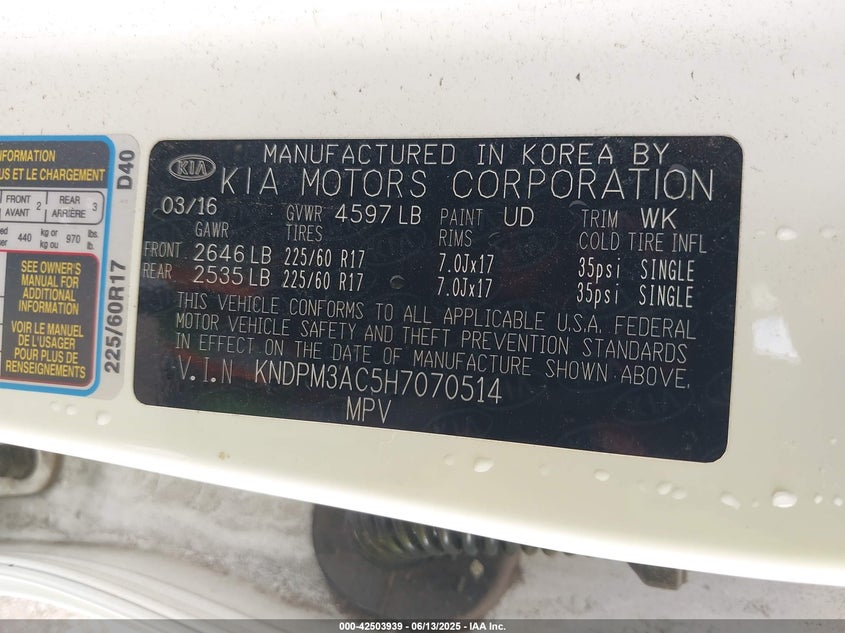 NFORMATION
US ET LE CHARGEMENT
FRONT 2 REAR 3
AVANT ARRIÈRE
440 kg or ou 970 lbs. lb.
SEE OWNER'S
MANUAL FOR
ADDITIONAL
INFORMATION
VOIR LE MANUEL
DE L'USAGER
POUR PLUS DE
RENSEIGNEMENTS
225/60R17 D40
KIA MANUFACTURED IN KOREA BY
KIA MOTORS CORPORATION
03/16 GVWR 4597 LB PAINT UD TRIM WK
GAWR TIRES RIMS COLD TIRE INFL
FRONT 2646 LB 225/60 R17 7.0Jx17 35psi SINGLE
REAR 2535 LB 225/60 R17 7.0Jx17 35psi SINGLE
THIS VEHICLE CONFORMS TO ALL APPLICABLE U.S.A. FEDERAL
MOTOR VEHICLE SAFETY AND THEFT PREVENTION STANDARDS
IN EFFECT ON THE DATE OF MANUFACTURE SHOWN ABOVE.
V.I.N KNDPM3AC5H7070514
MPV
000-42503939 - 06/13/2025 - IAA Inc.